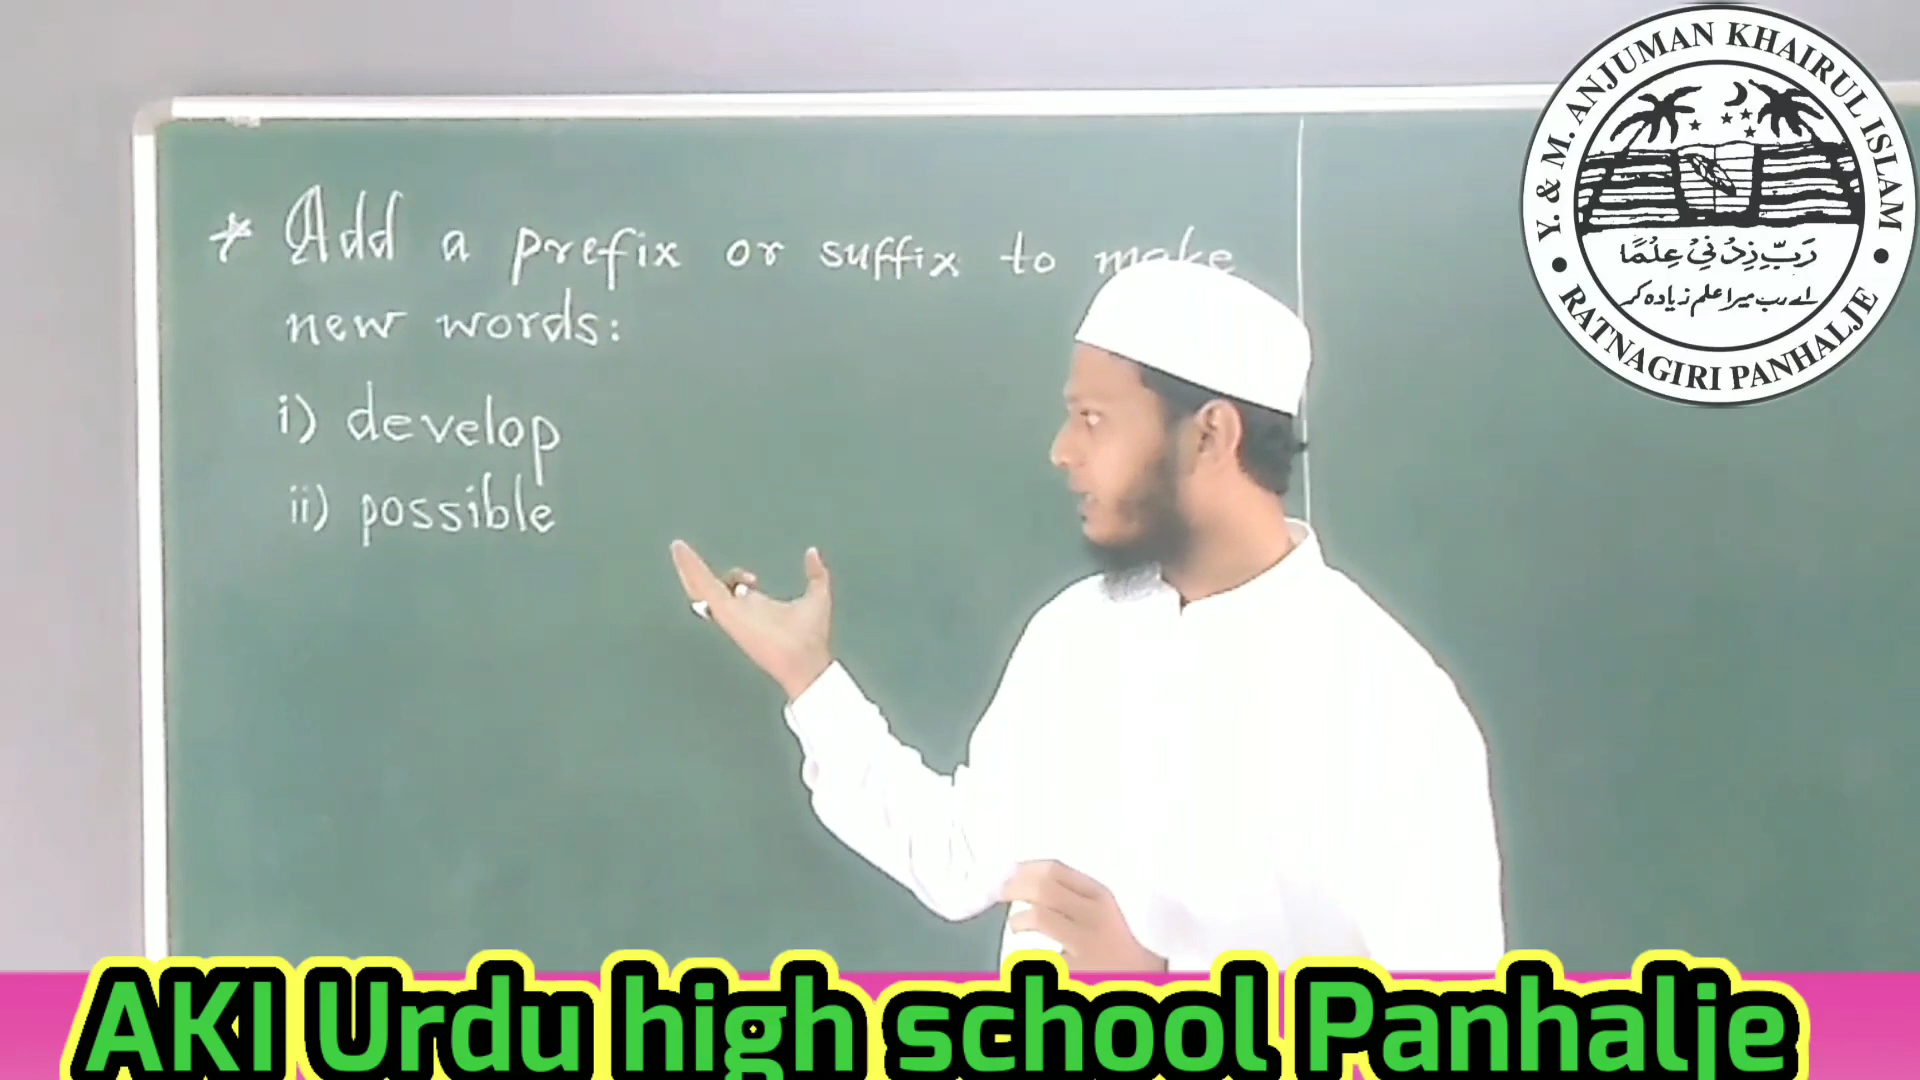 * Add a prefix or suffix to make
new words:
i) develop
ii) possible
Y. & M. ANJUMAN KHAIRUL ISLAM
رَبِّ زِدْ نِيْ عِلْمًا
اے رب میرا علم زیادہ کر
• RATNAGIRI PANHALJE •
AKI Urdu high school Panhalje